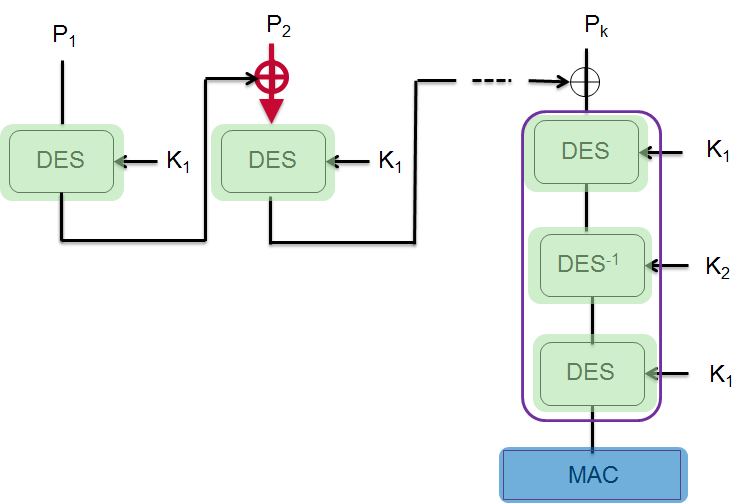 P₁
P₂
Pₖ
DES
K₁
DES
K₁
DES
K₁
DES⁻¹
K₂
DES
K₁
MAC